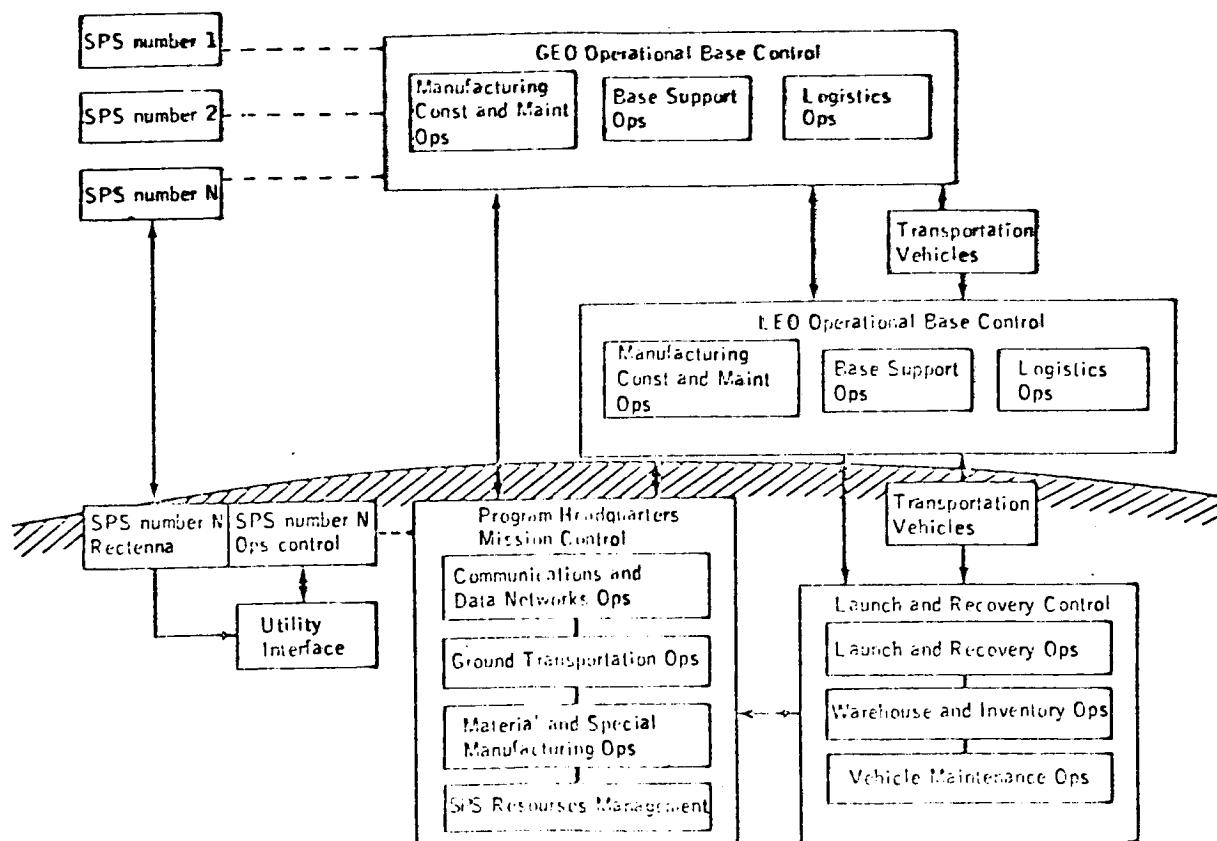 SPS number 1
SPS number 2
SPS number N
GEO Operational Base Control
Manufacturing
Const and Maint
Ops
Base Support
Ops
Logistics
Ops
Transportation
Vehicles
LEO Operational Base Control
Manufacturing
Const and Maint
Ops
Base Support
Ops
Logistics
Ops
SPS number N
Rectenna
SPS number N
Ops control
Utility
Interface
Program Headquarters
Mission Control
Communications and
Data Networks Ops
Ground Transportation Ops
Material and Special
Manufacturing Ops
SPS Resourses Management
Transportation
Vehicles
Launch and Recovery Control
Launch and Recovery Ops
Warehouse and Inventory Ops
Vehicle Maintenance Ops